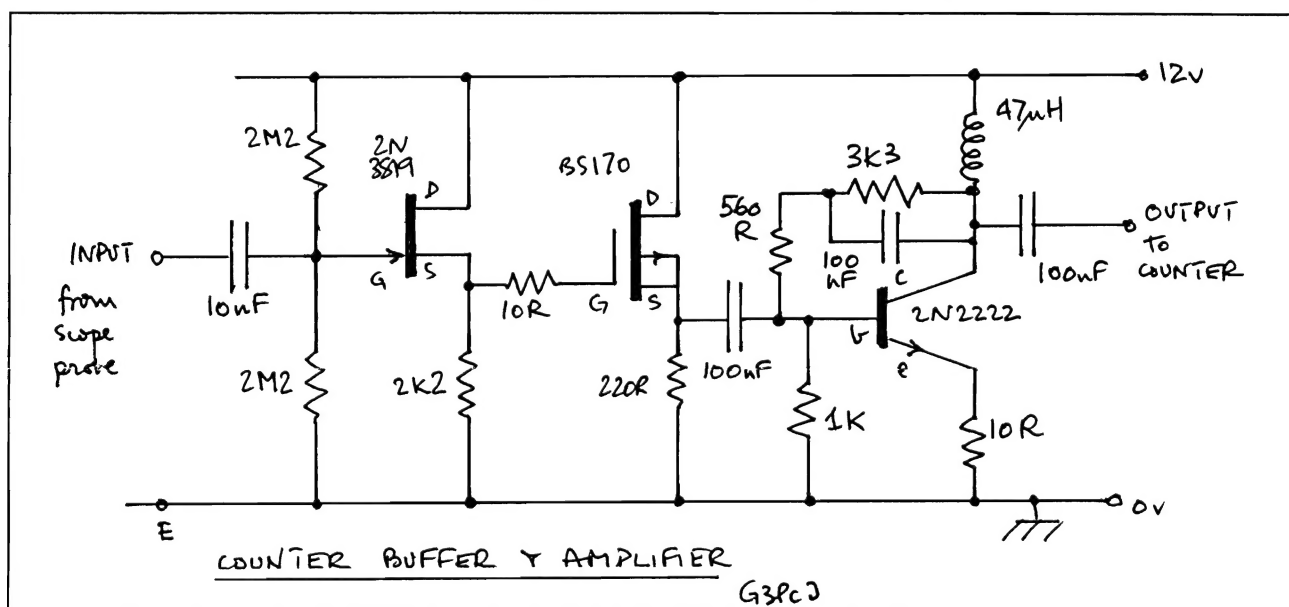 12v
47µH
2M2
2N
3819
D
G
S
BS170
D
G
S
3K3
560
R
100
nF
C
b
e
2N2222
INPUT
from
scope
probe
10nF
10R
100nF
OUTPUT
TO
COUNTER
100nF
2M2
2K2
220R
1K
10R
E
0v
COUNTER BUFFER & AMPLIFIER
G3PCJ